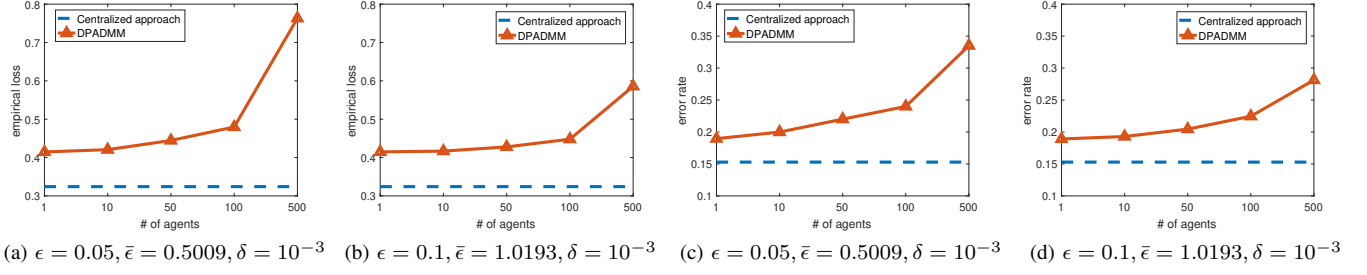 0.8
0.7
0.6
0.5
0.4
0.3
empirical loss
Centralized approach
DPADMM
1 10 50 100 500
# of agents
(a) ϵ = 0.05, ϵ̄ = 0.5009, δ = 10⁻³
0.8
0.7
0.6
0.5
0.4
0.3
empirical loss
Centralized approach
DPADMM
1 10 50 100 500
# of agents
(b) ϵ = 0.1, ϵ̄ = 1.0193, δ = 10⁻³
0.4
0.35
0.3
0.25
0.2
0.15
0.1
error rate
Centralized approach
DPADMM
1 10 50 100 500
# of agents
(c) ϵ = 0.05, ϵ̄ = 0.5009, δ = 10⁻³
0.4
0.35
0.3
0.25
0.2
0.15
0.1
error rate
Centralized approach
DPADMM
1 10 50 100 500
# of agents
(d) ϵ = 0.1, ϵ̄ = 1.0193, δ = 10⁻³